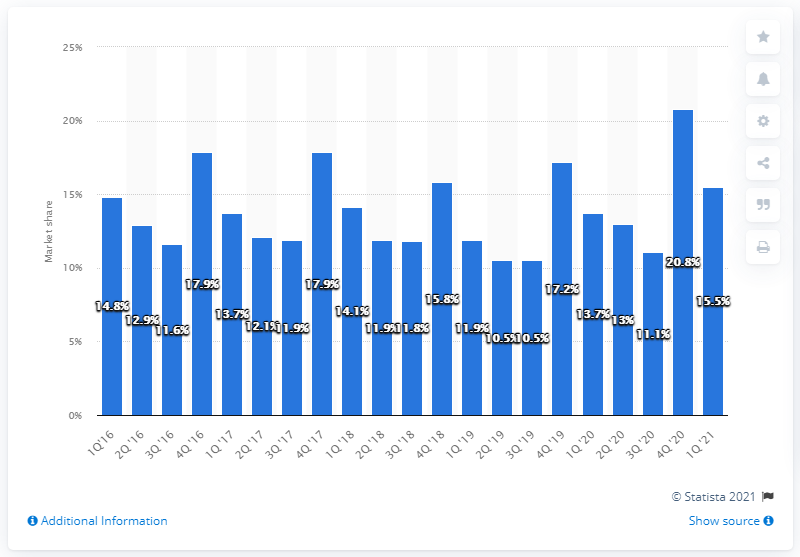 25%
20%
15%
10%
5%
0%
Market share
14.8%
12.9%
11.6%
17.9%
13.7%
12.1%
11.9%
17.9%
14.1%
11.9%
11.8%
15.8%
11.9%
10.5%
10.5%
17.2%
13.7%
13%
11.1%
20.8%
15.5%
1Q'16
2Q'16
3Q'16
4Q'16
1Q'17
2Q'17
3Q'17
4Q'17
1Q'18
2Q'18
3Q'18
4Q'18
1Q'19
2Q'19
3Q'19
4Q'19
1Q'20
2Q'20
3Q'20
4Q'20
1Q'21
© Statista 2021
Additional Information
Show source